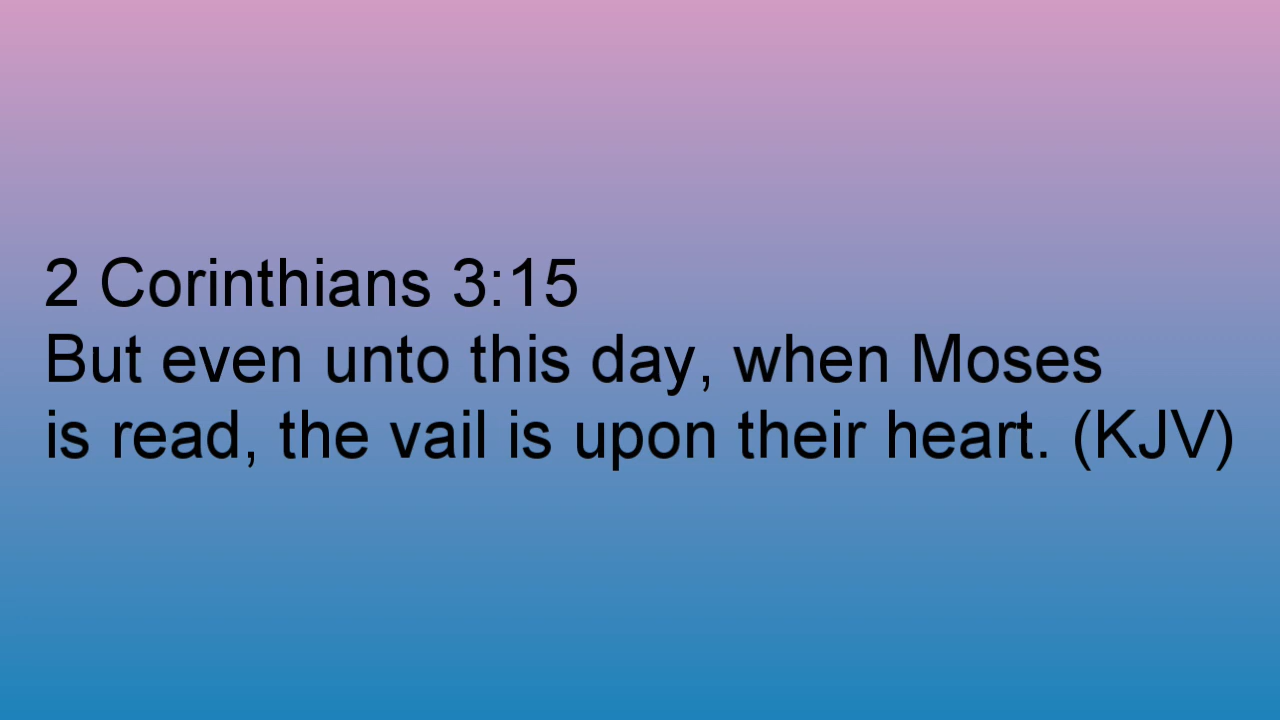 2 Corinthians 3:15
But even unto this day, when Moses
is read, the vail is upon their heart. (KJV)